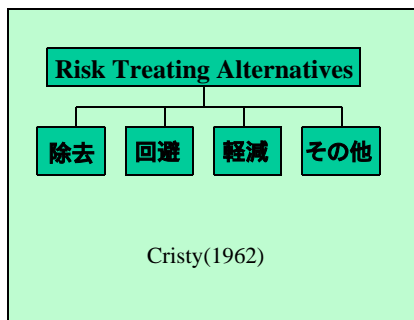 Risk Treating Alternatives
除去 回避 軽減 その他
Cristy(1962)